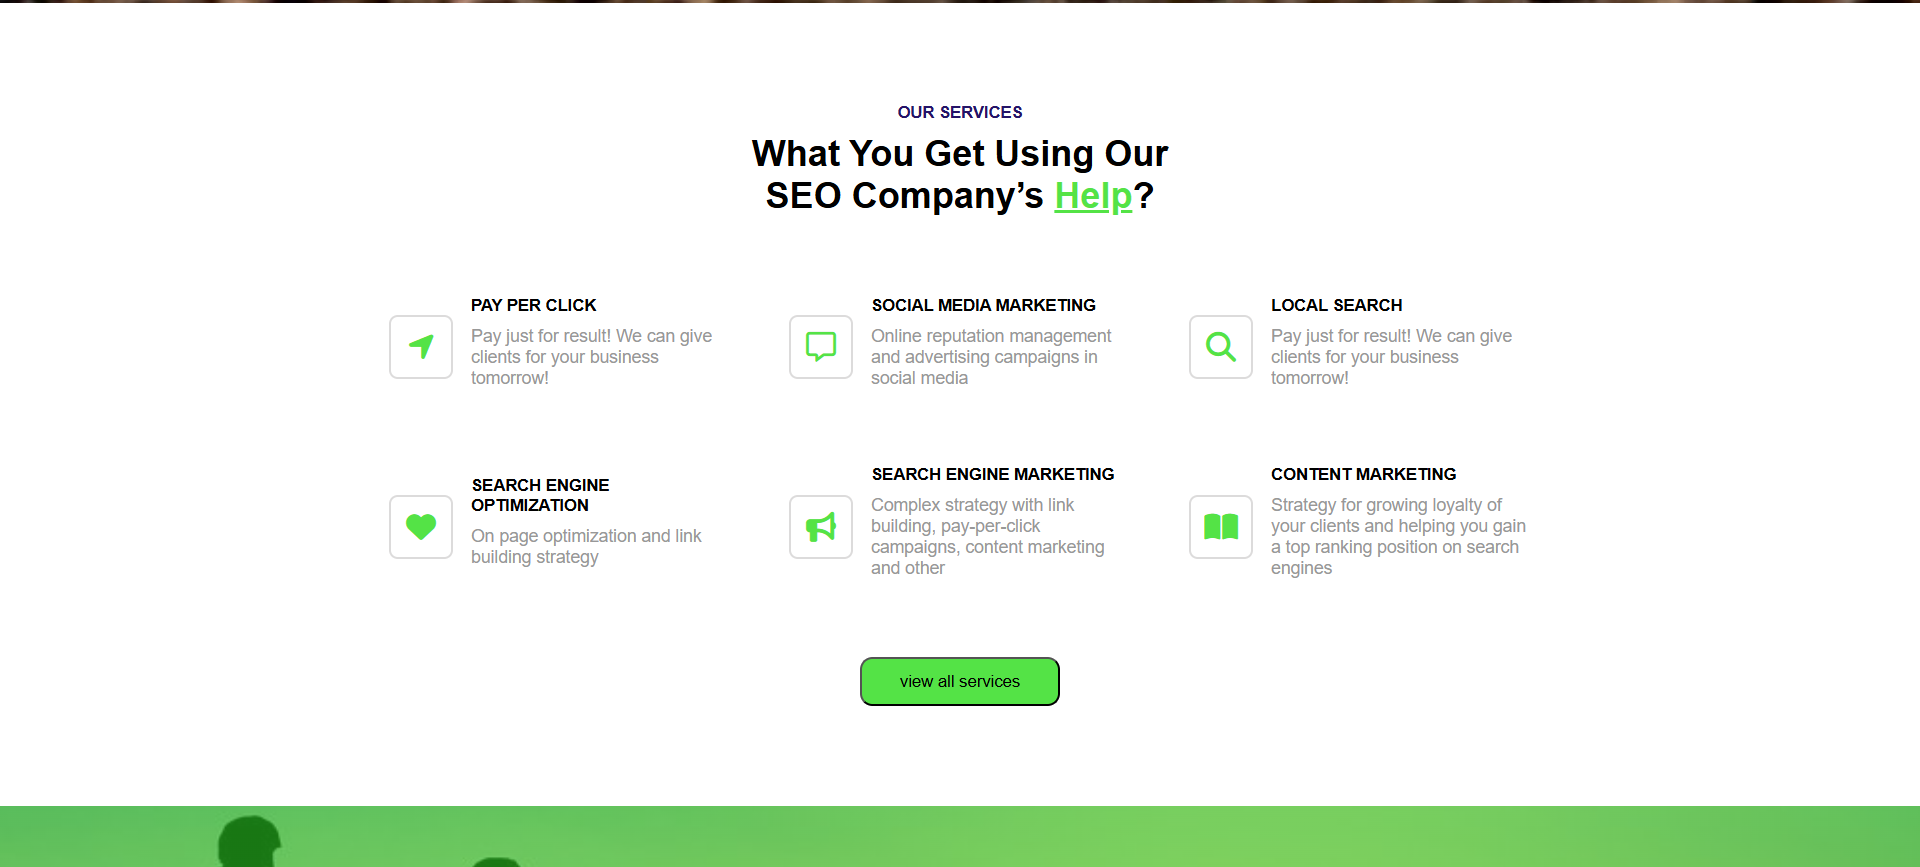 OUR SERVICES
What You Get Using Our
SEO Company’s Help?
PAY PER CLICK
Pay just for result! We can give
clients for your business
tomorrow!
SOCIAL MEDIA MARKETING
Online reputation management
and advertising campaigns in
social media
LOCAL SEARCH
Pay just for result! We can give
clients for your business
tomorrow!
SEARCH ENGINE
OPTIMIZATION
On page optimization and link
building strategy
SEARCH ENGINE MARKETING
Complex strategy with link
building, pay-per-click
campaigns, content marketing
and other
CONTENT MARKETING
Strategy for growing loyalty of
your clients and helping you gain
a top ranking position on search
engines
view all services